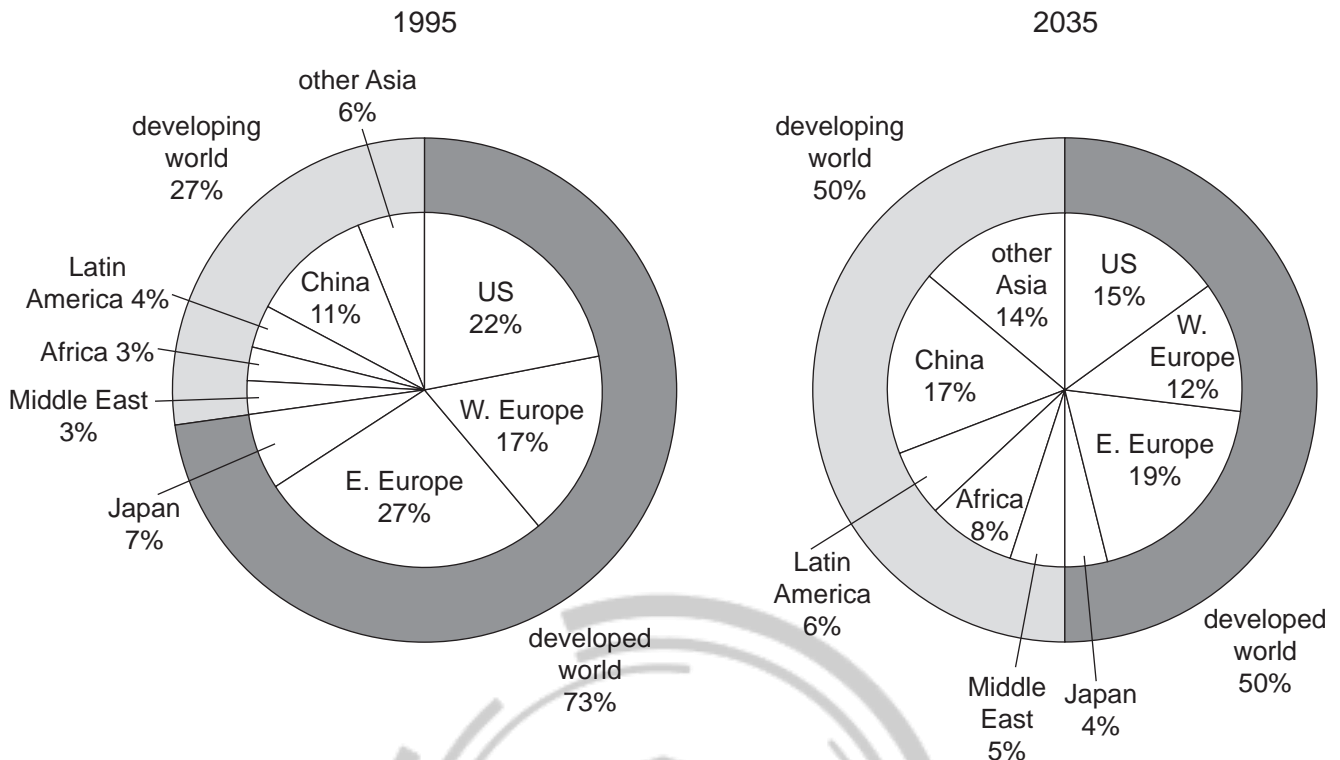 1995
other Asia
6%
developing
world
27%
Latin
America 4%
China
11%
Africa 3%
Middle East
3%
Japan
7%
US
22%
W. Europe
17%
E. Europe
27%
developed
world
73%
2035
developing
world
50%
other
Asia
14%
US
15%
W.
Europe
12%
China
17%
E. Europe
19%
Africa
8%
Latin
America
6%
Middle
East
5%
Japan
4%
developed
world
50%